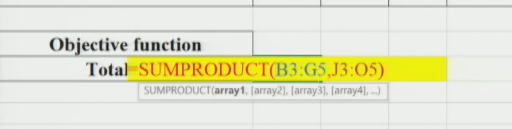 Objective function
Total=SUMPRODUCT(B3:G5,J3:O5)
SUMPRODUCT(array1, [array2], [array3], [array4], ...)